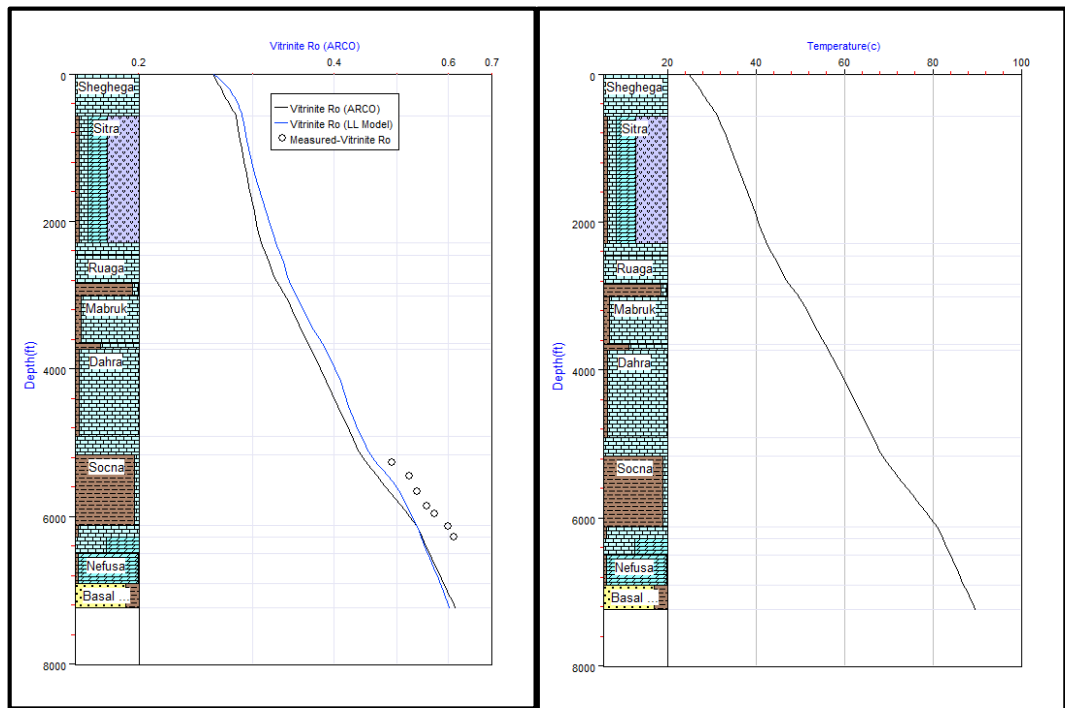 Vitrinite Ro (ARCO)
0.2 0.4 0.6 0.7
0
2000
4000
6000
8000
Depth(ft)
Sheghega
Sitra
Ruaga
Mabruk
Dahra
Socna
Nefusa
Basal ...
Vitrinite Ro (ARCO)
Vitrinite Ro (LL Model)
Measured-Vitrinite Ro
Temperature(c)
20 40 60 80 100
0
2000
4000
6000
8000
Depth(ft)
Sheghega
Sitra
Ruaga
Mabruk
Dahra
Socna
Nefusa
Basal ...